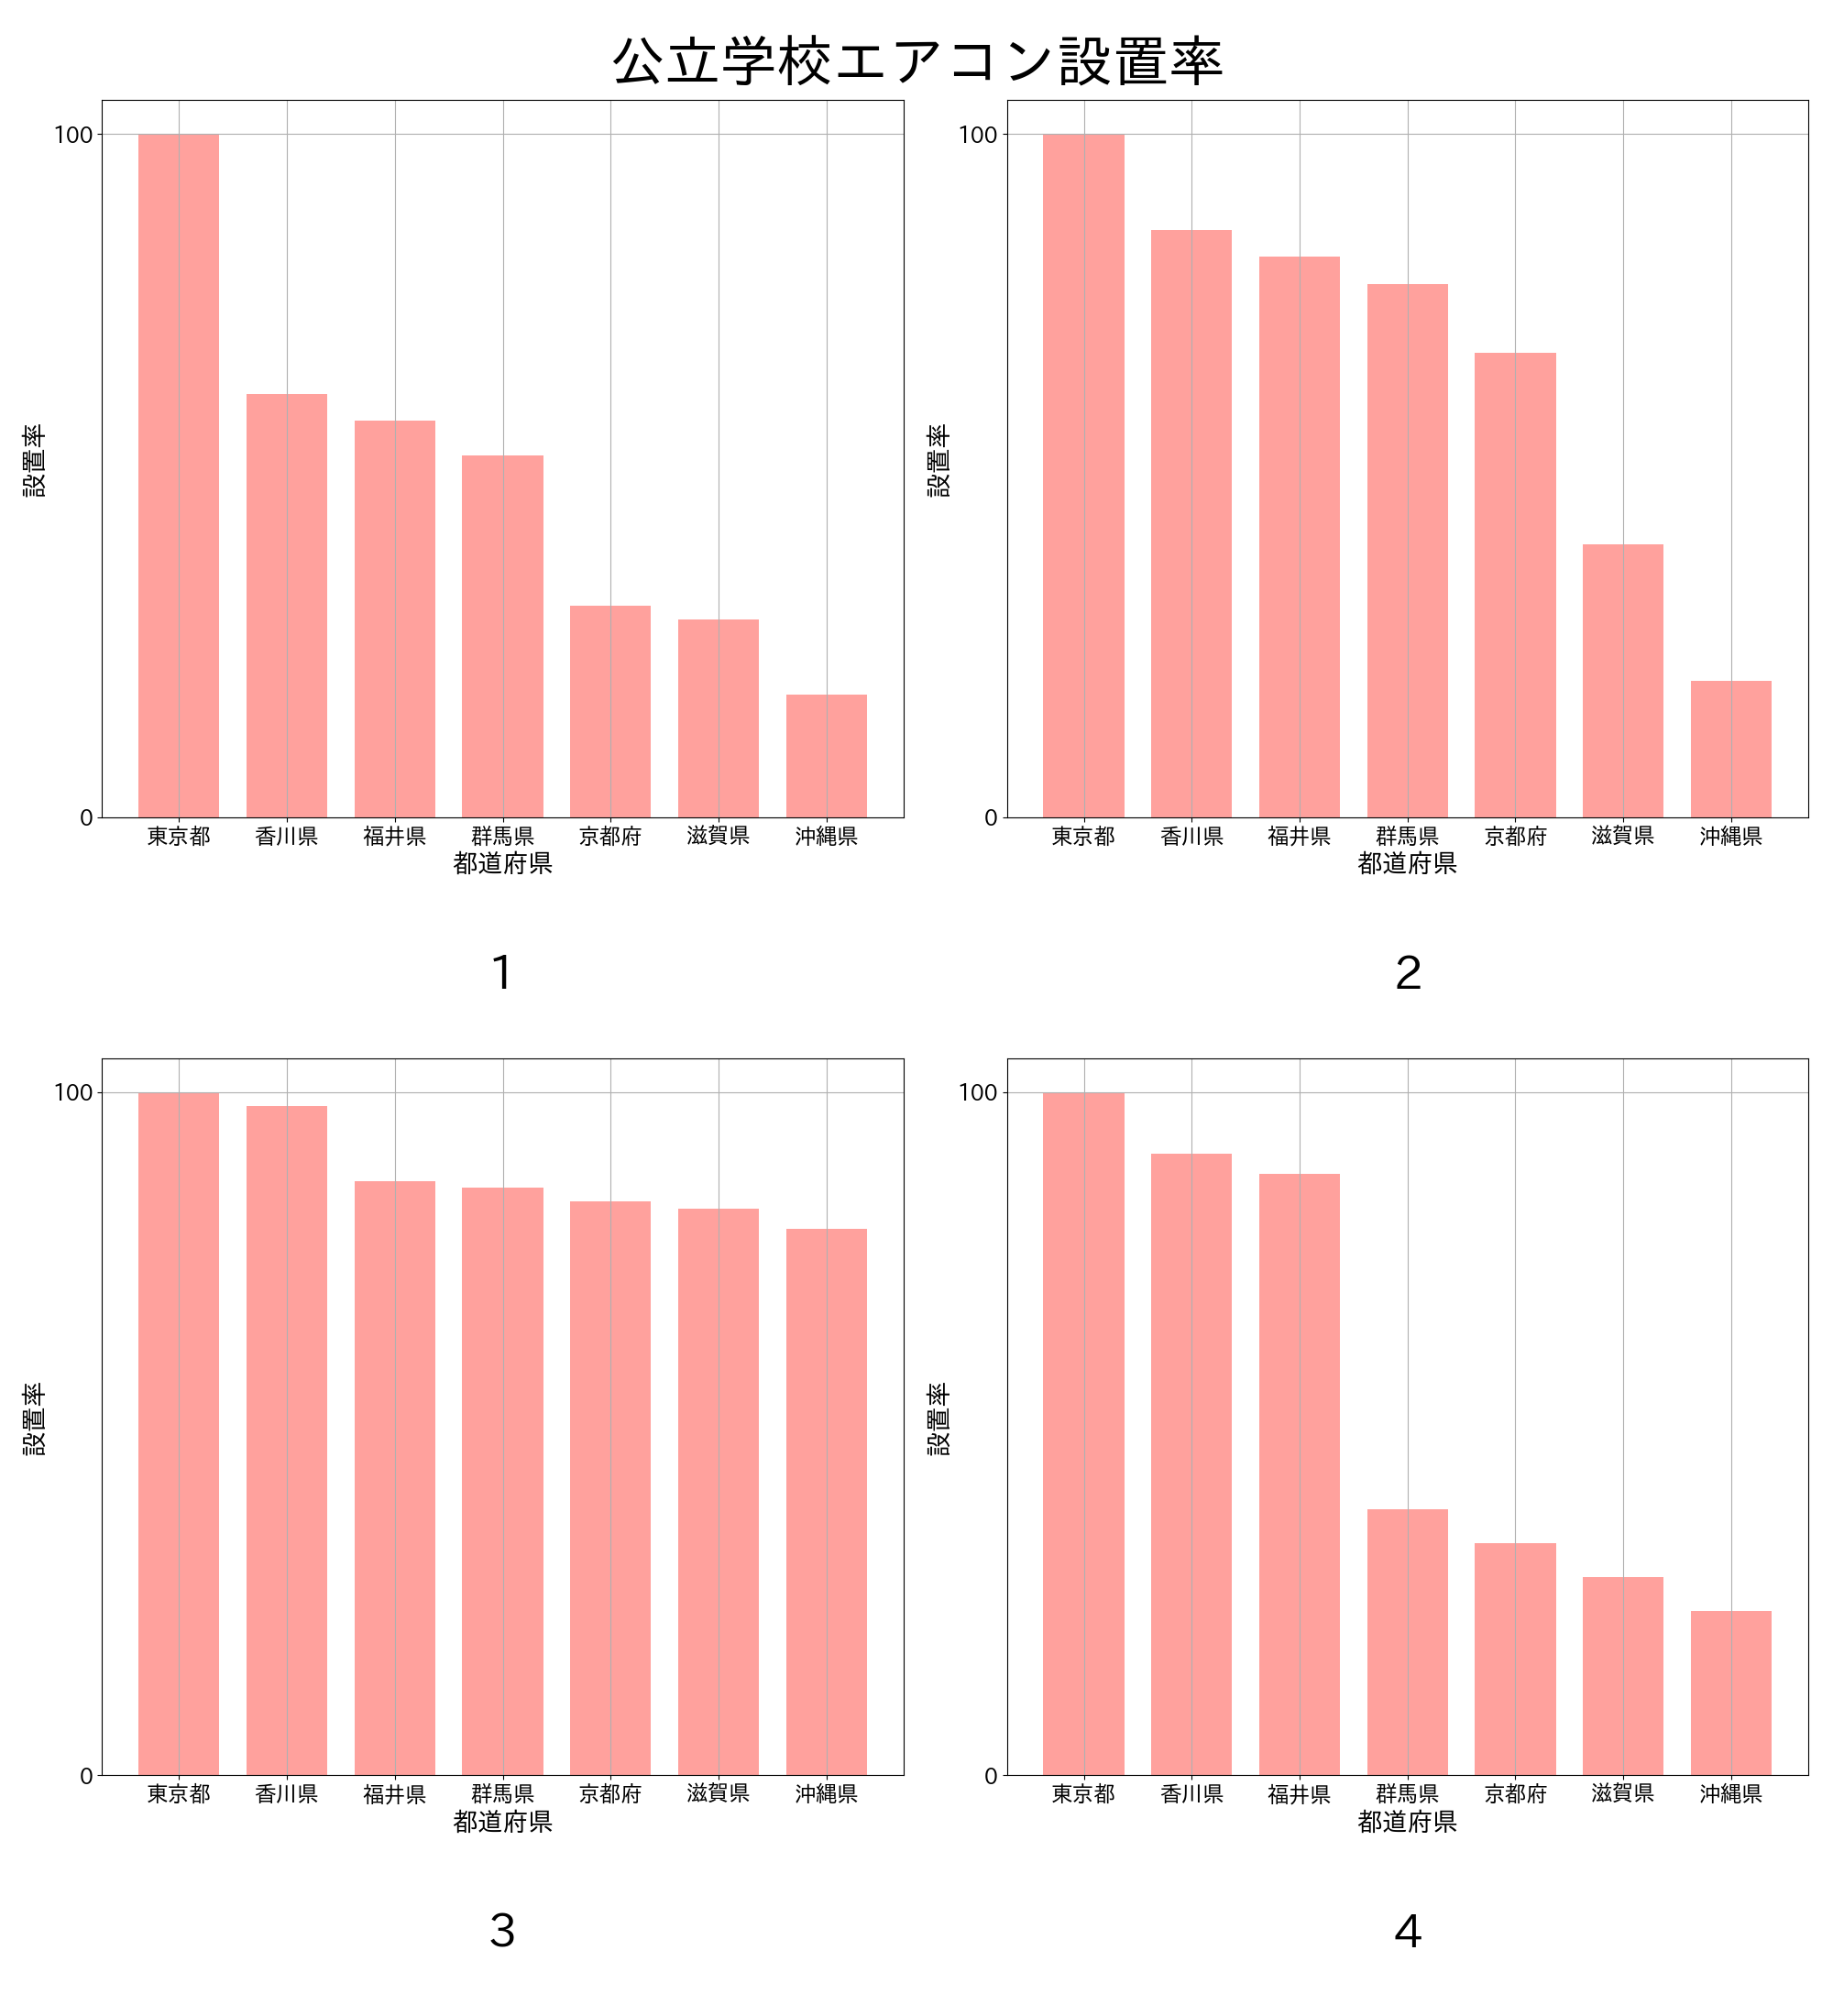 公立学校エアコン設置率
100
設置率
0
東京都 香川県 福井県 群馬県 京都府 滋賀県 沖縄県
都道府県
1
100
設置率
0
東京都 香川県 福井県 群馬県 京都府 滋賀県 沖縄県
都道府県
2
100
設置率
0
東京都 香川県 福井県 群馬県 京都府 滋賀県 沖縄県
都道府県
3
100
設置率
0
東京都 香川県 福井県 群馬県 京都府 滋賀県 沖縄県
都道府県
4